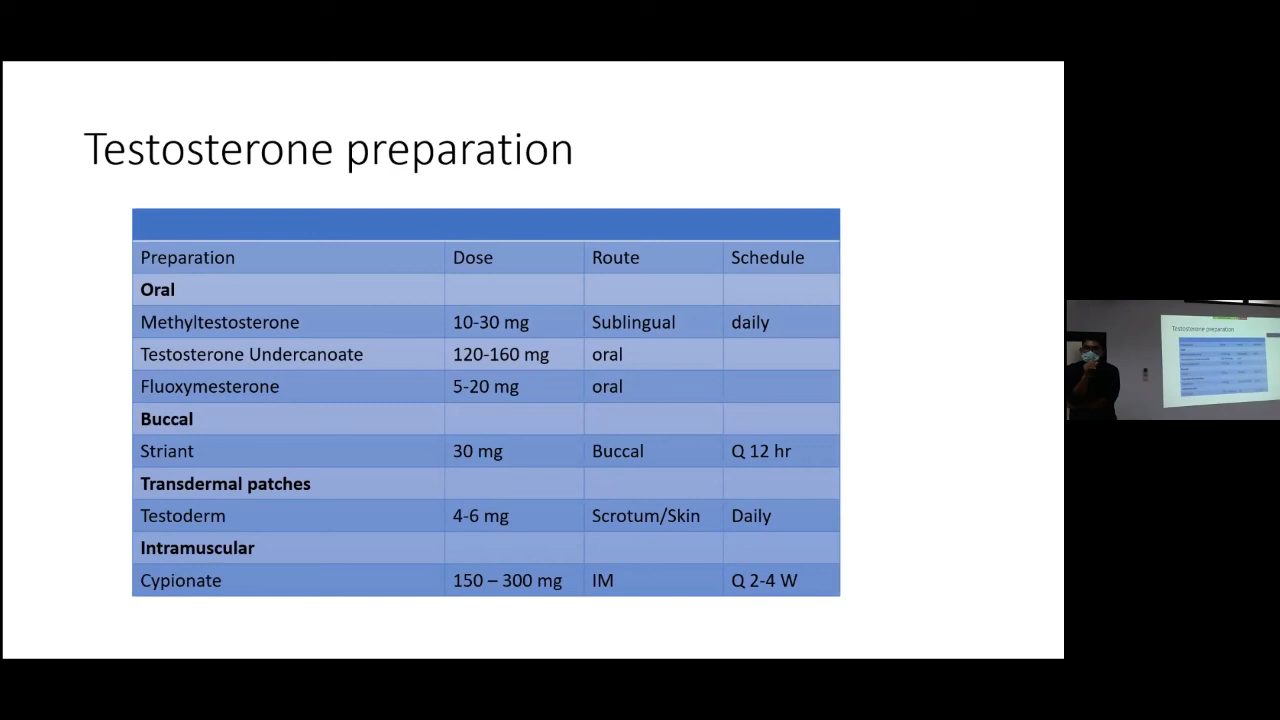 Testosterone preparation
Preparation Dose Route Schedule
Oral
Methyltestosterone 10-30 mg Sublingual daily
Testosterone Undercanoate 120-160 mg oral
Fluoxymesterone 5-20 mg oral
Buccal
Striant 30 mg Buccal Q 12 hr
Transdermal patches
Testoderm 4-6 mg Scrotum/Skin Daily
Intramuscular
Cypionate 150 – 300 mg IM Q 2-4 W
Testosterone preparation